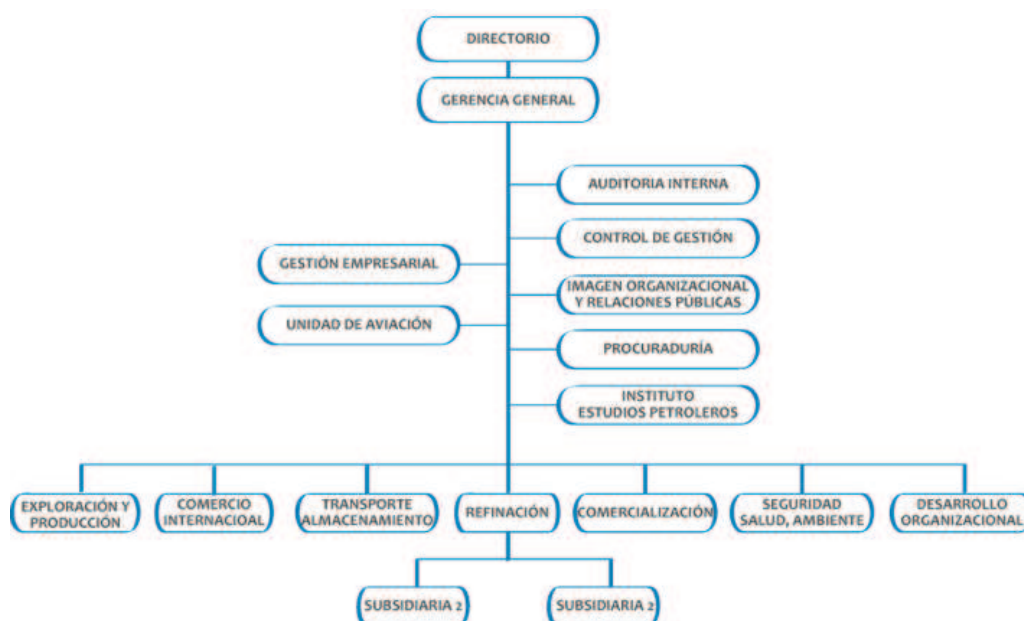 DIRECTORIO
GERENCIA GENERAL
AUDITORIA INTERNA
CONTROL DE GESTIÓN
GESTIÓN EMPRESARIAL
IMAGEN ORGANIZACIONAL
Y RELACIONES PÚBLICAS
UNIDAD DE AVIACIÓN
PROCURADURÍA
INSTITUTO
ESTUDIOS PETROLEROS
EXPLORACIÓN Y
PRODUCCIÓN
COMERCIO
INTERNACIOAL
TRANSPORTE
ALMACENAMIENTO
REFINACIÓN
COMERCIALIZACIÓN
SEGURIDAD
SALUD, AMBIENTE
DESARROLLO
ORGANIZACIONAL
SUBSIDIARIA 2
SUBSIDIARIA 2